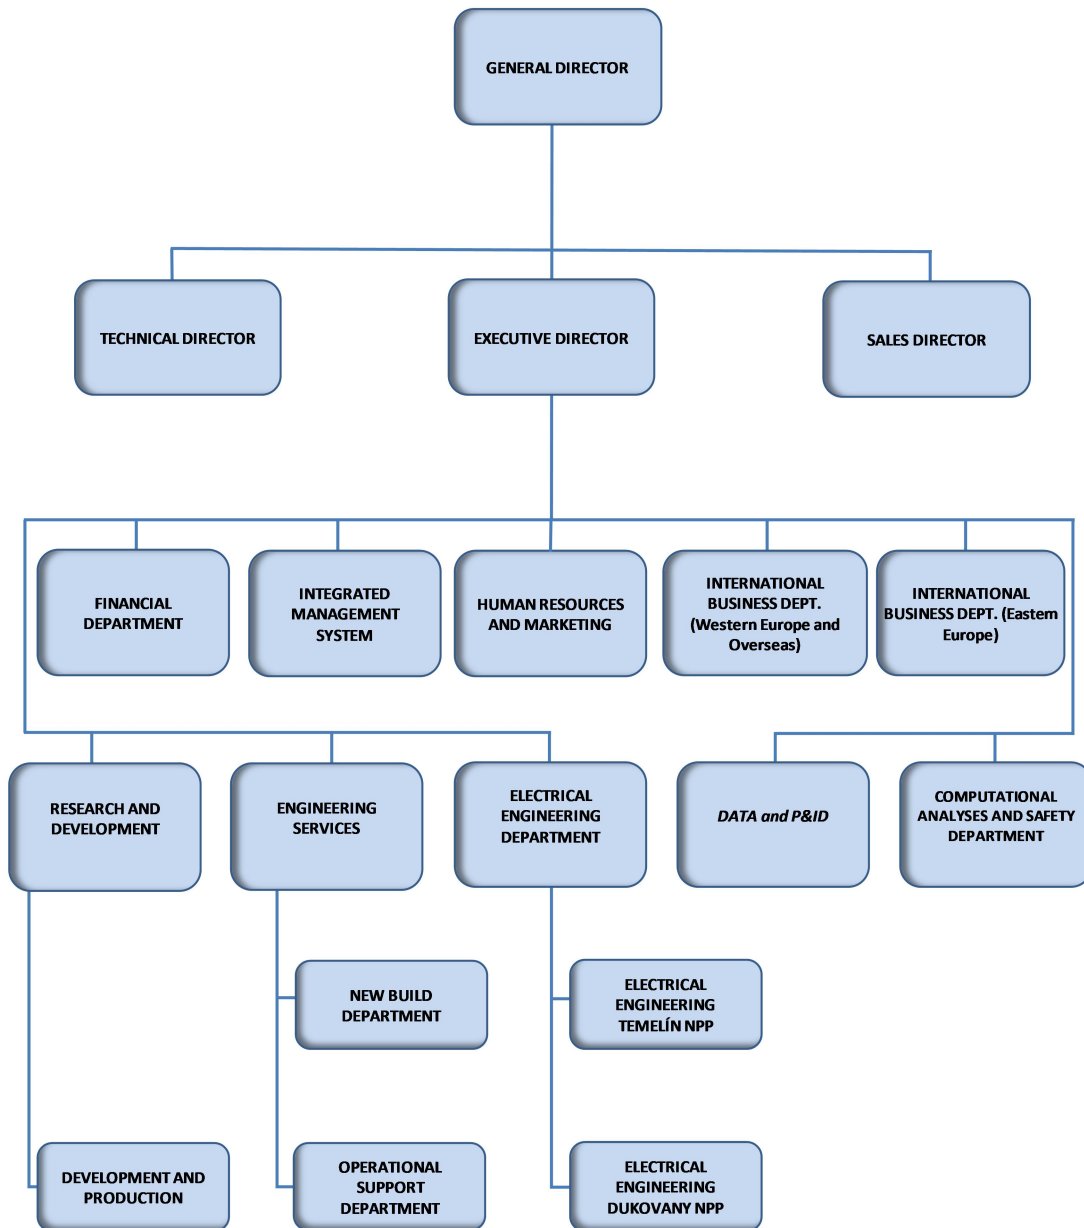 GENERAL DIRECTOR
TECHNICAL DIRECTOR
EXECUTIVE DIRECTOR
SALES DIRECTOR
FINANCIAL
DEPARTMENT
INTEGRATED
MANAGEMENT
SYSTEM
HUMAN RESOURCES
AND MARKETING
INTERNATIONAL
BUSINESS DEPT.
(Western Europe and
Overseas)
INTERNATIONAL
BUSINESS DEPT. (Eastern
Europe)
RESEARCH AND
DEVELOPMENT
ENGINEERING
SERVICES
ELECTRICAL
ENGINEERING
DEPARTMENT
DATA and P&ID
COMPUTATIONAL
ANALYSES AND SAFETY
DEPARTMENT
NEW BUILD
DEPARTMENT
ELECTRICAL
ENGINEERING
TEMELÍN NPP
DEVELOPMENT AND
PRODUCTION
OPERATIONAL
SUPPORT
DEPARTMENT
ELECTRICAL
ENGINEERING
DUKOVANY NPP